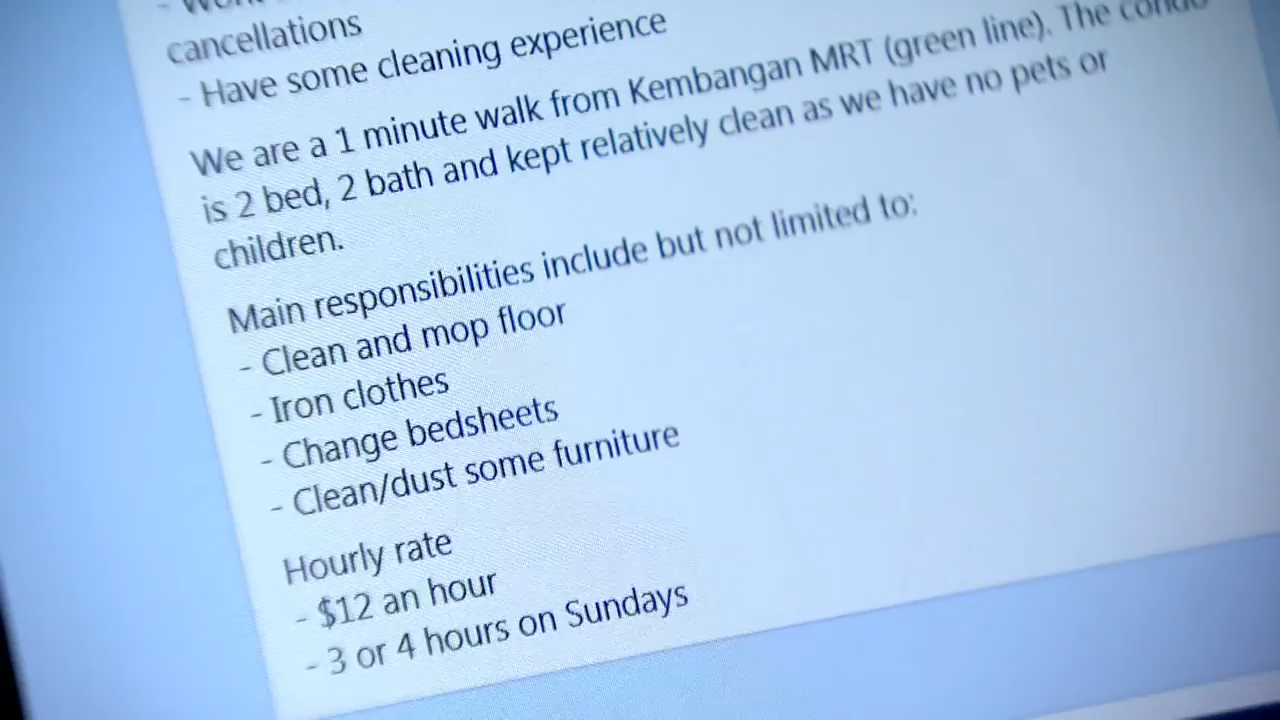 cancellations
- Have some cleaning experience
We are a 1 minute walk from Kembangan MRT (green line). The condo
is 2 bed, 2 bath and kept relatively clean as we have no pets or
children.
Main responsibilities include but not limited to:
- Clean and mop floor
- Iron clothes
- Change bedsheets
- Clean/dust some furniture
Hourly rate
- $12 an hour
- 3 or 4 hours on Sundays